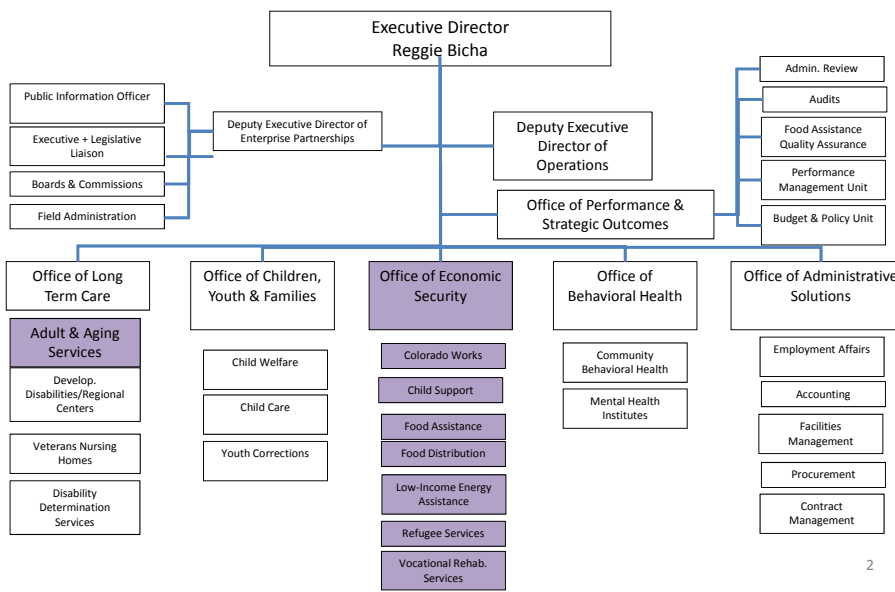 Executive Director
Reggie Bicha
Public Information Officer
Executive + Legislative
Liaison
Boards & Commissions
Field Administration
Deputy Executive Director of
Enterprise Partnerships
Deputy Executive
Director of
Operations
Office of Performance &
Strategic Outcomes
Admin. Review
Audits
Food Assistance
Quality Assurance
Performance
Management Unit
Budget & Policy Unit
Office of Long
Term Care
Adult & Aging
Services
Develop.
Disabilities/Regional
Centers
Veterans Nursing
Homes
Disability
Determination
Services
Office of Children,
Youth & Families
Child Welfare
Child Care
Youth Corrections
Office of Economic
Security
Colorado Works
Child Support
Food Assistance
Food Distribution
Low-Income Energy
Assistance
Refugee Services
Vocational Rehab.
Services
Office of
Behavioral Health
Community
Behavioral Health
Mental Health
Institutes
Office of Administrative
Solutions
Employment Affairs
Accounting
Facilities
Management
Procurement
Contract
Management
2